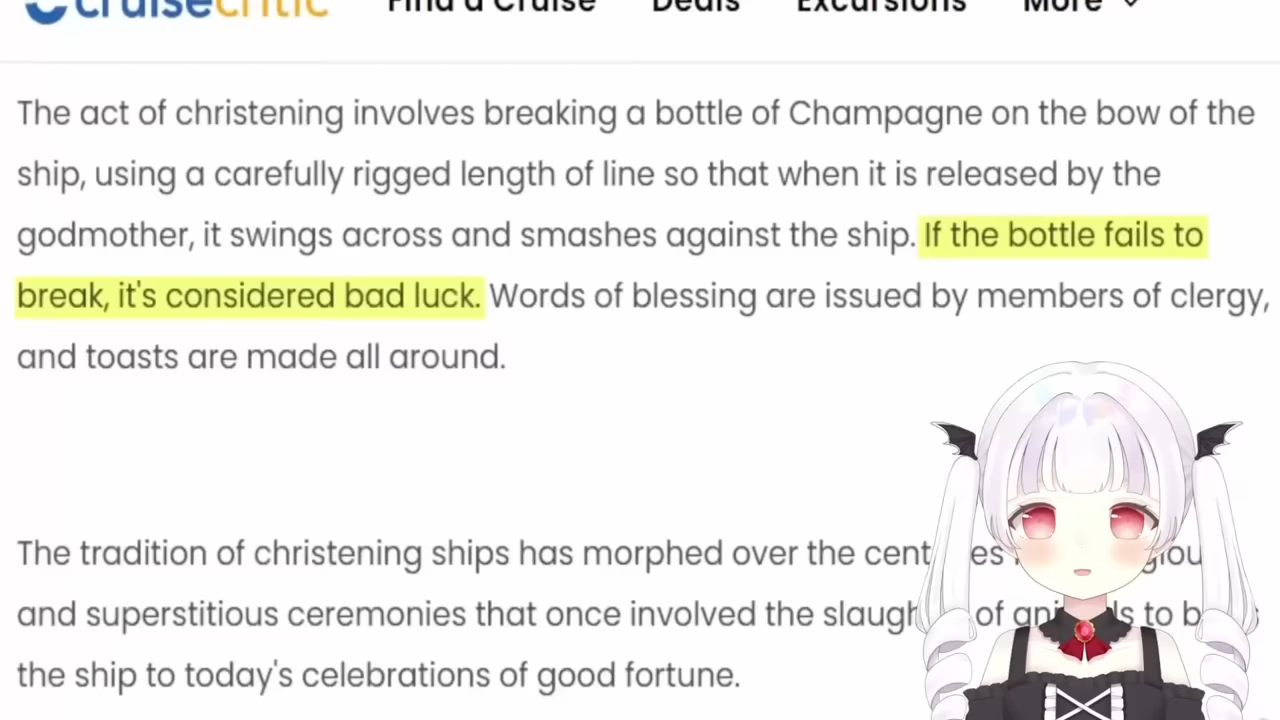 cruisecritic Find a Cruise Deals Excursions More
The act of christening involves breaking a bottle of Champagne on the bow of the
ship, using a carefully rigged length of line so that when it is released by the
godmother, it swings across and smashes against the ship. If the bottle fails to
break, it's considered bad luck. Words of blessing are issued by members of clergy,
and toasts are made all around.
The tradition of christening ships has morphed over the
and superstitious ceremonies that once involved the of to
the ship to today's celebrations of good fortune.